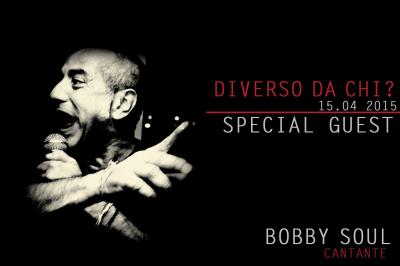 DIVERSO DA CHI?
15.04 2015
SPECIAL GUEST
BOBBY SOUL
CANTANTE